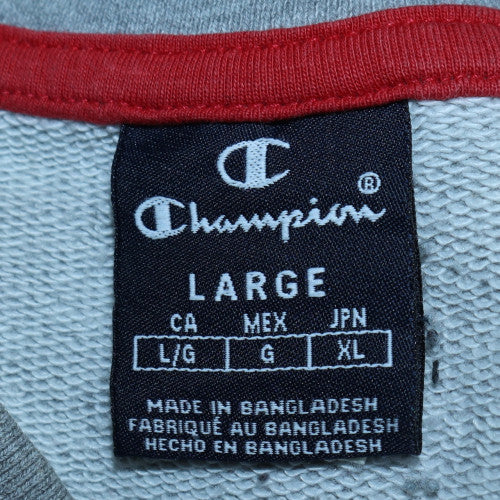 Champion®
LARGE
CA MEX JPN
L/G G XL
MADE IN BANGLADESH
FABRIQUÉ AU BANGLADESH
HECHO EN BANGLADESH